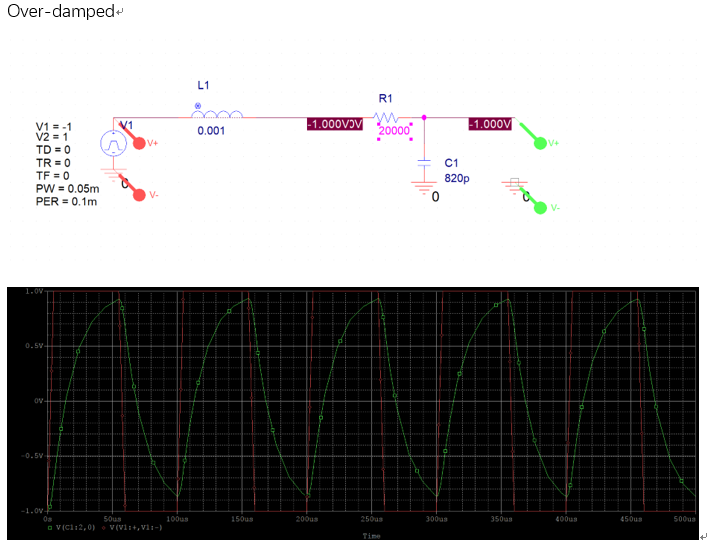 Over-damped
L1
0.001
V1
V1 = -1
V2 = 1
TD = 0
TR = 0
TF = 0
PW = 0.05m
PER = 0.1m
V+
V-
0
-1.000V
R1
20000
-1.000V
C1
820p
0
V+
V-
0
1.0V
0.5V
0V
-0.5V
-1.0V
0s 50us 100us 150us 200us 250us 300us 350us 400us 450us 500us
V(C1:2,0) V(V1:+,V1:-)
Time